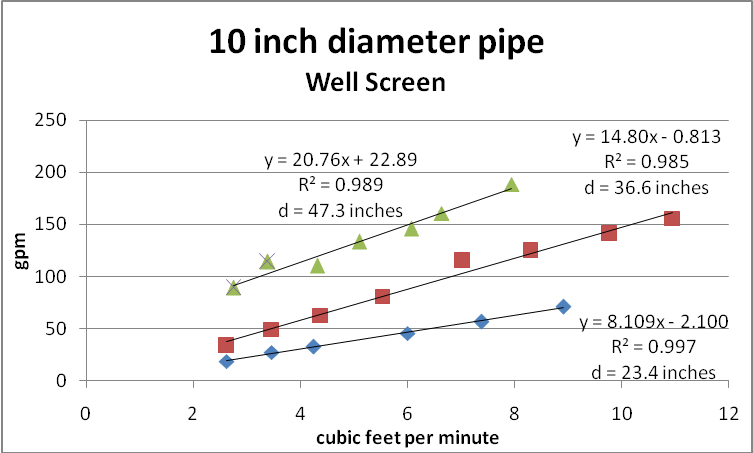 10 inch diameter pipe
Well Screen
250
200
150
100
50
0
gpm
y = 20.76x + 22.89
R² = 0.989
d = 47.3 inches
y = 14.80x - 0.813
R² = 0.985
d = 36.6 inches
y = 8.109x - 2.100
R² = 0.997
d = 23.4 inches
0 2 4 6 8 10 12
cubic feet per minute